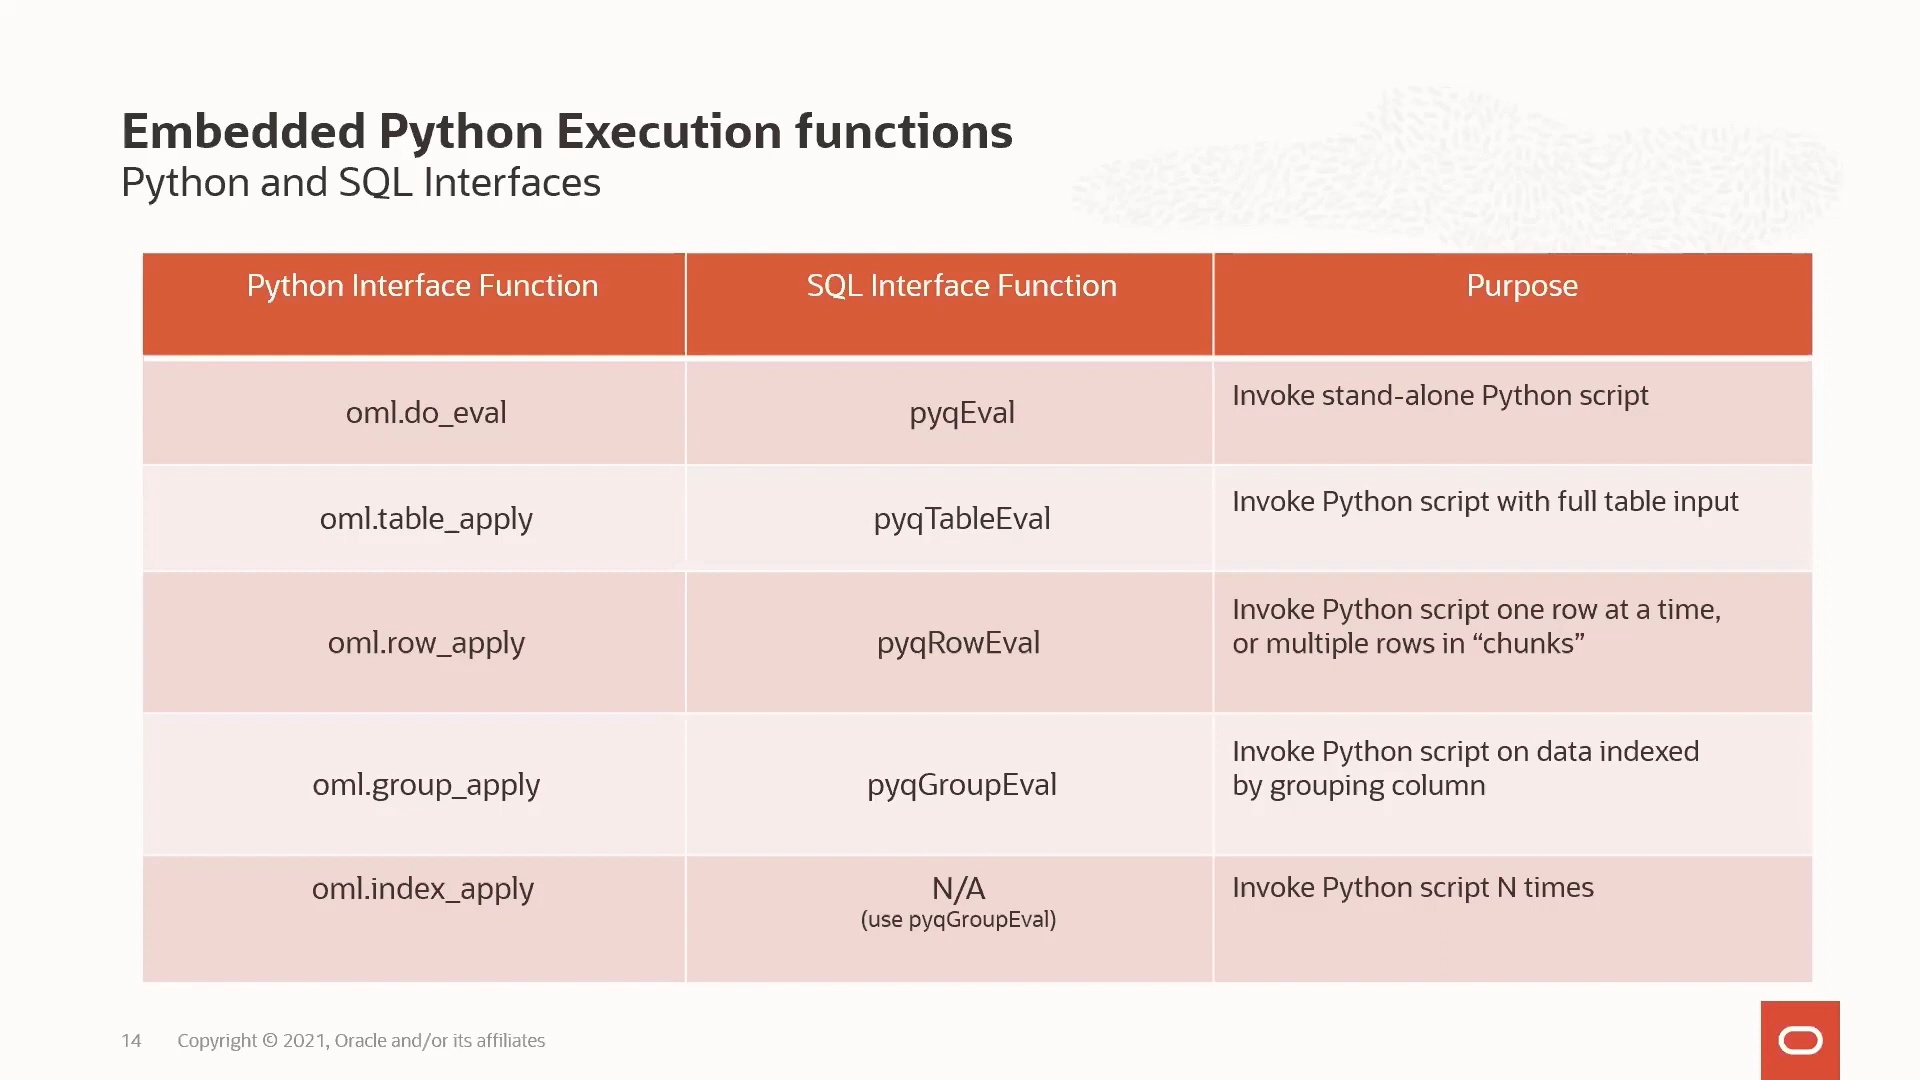 Embedded Python Execution functions
Python and SQL Interfaces
Python Interface Function
SQL Interface Function
Purpose
oml.do_eval
pyqEval
Invoke stand-alone Python script
oml.table_apply
pyqTableEval
Invoke Python script with full table input
oml.row_apply
pyqRowEval
Invoke Python script one row at a time,
or multiple rows in “chunks”
oml.group_apply
pyqGroupEval
Invoke Python script on data indexed
by grouping column
oml.index_apply
N/A
(use pyqGroupEval)
Invoke Python script N times
14
Copyright © 2021, Oracle and/or its affiliates